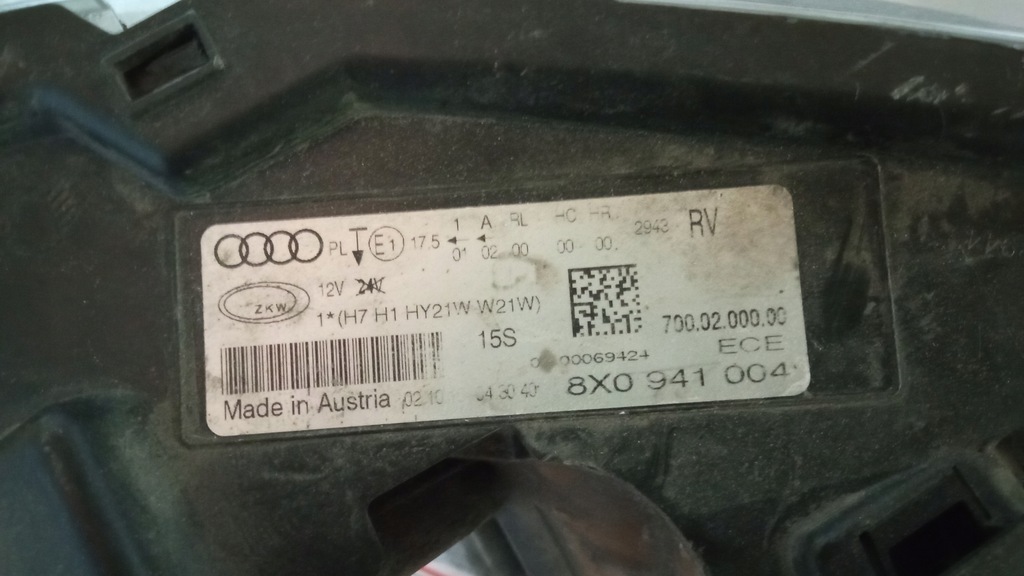 PL E1 17.5 1 A RL HC HR 2943 RV
01 02 00 00 00
12V 24V
ZKW
1*(H7 H1 HY21W W21W)
15S 700.02.000.00
ECE
Made in Austria 8X0 941 004